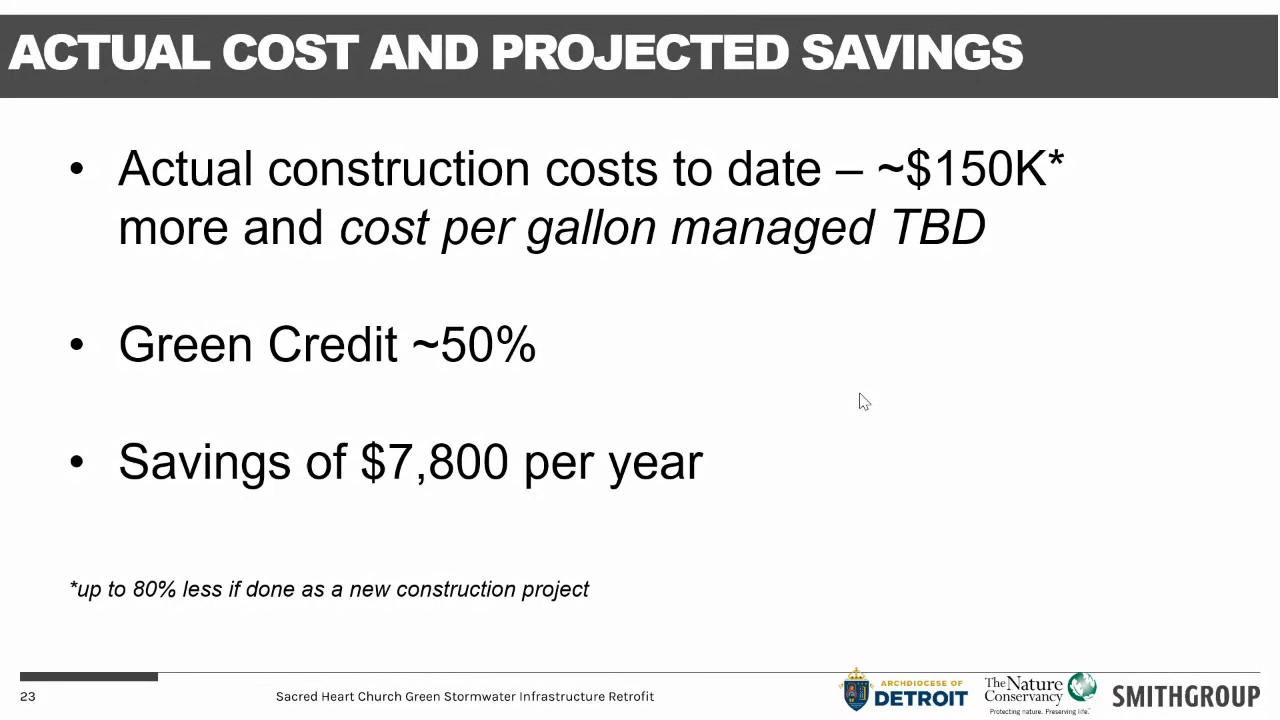 ACTUAL COST AND PROJECTED SAVINGS
• Actual construction costs to date – ~$150K*
more and cost per gallon managed TBD
• Green Credit ~50%
• Savings of $7,800 per year
*up to 80% less if done as a new construction project
23
Sacred Heart Church Green Stormwater Infrastructure Retrofit
ARCHDIOCESE OF
DETROIT
The Nature
Conservancy
Protecting nature. Preserving life.™
SMITHGROUP